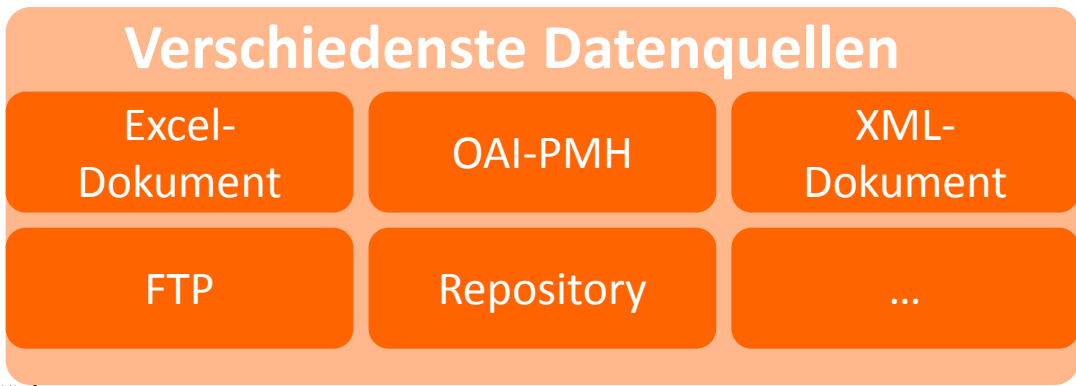 Verschiedenste Datenquellen
Excel-
Dokument
OAI-PMH
XML-
Dokument
FTP
Repository
...